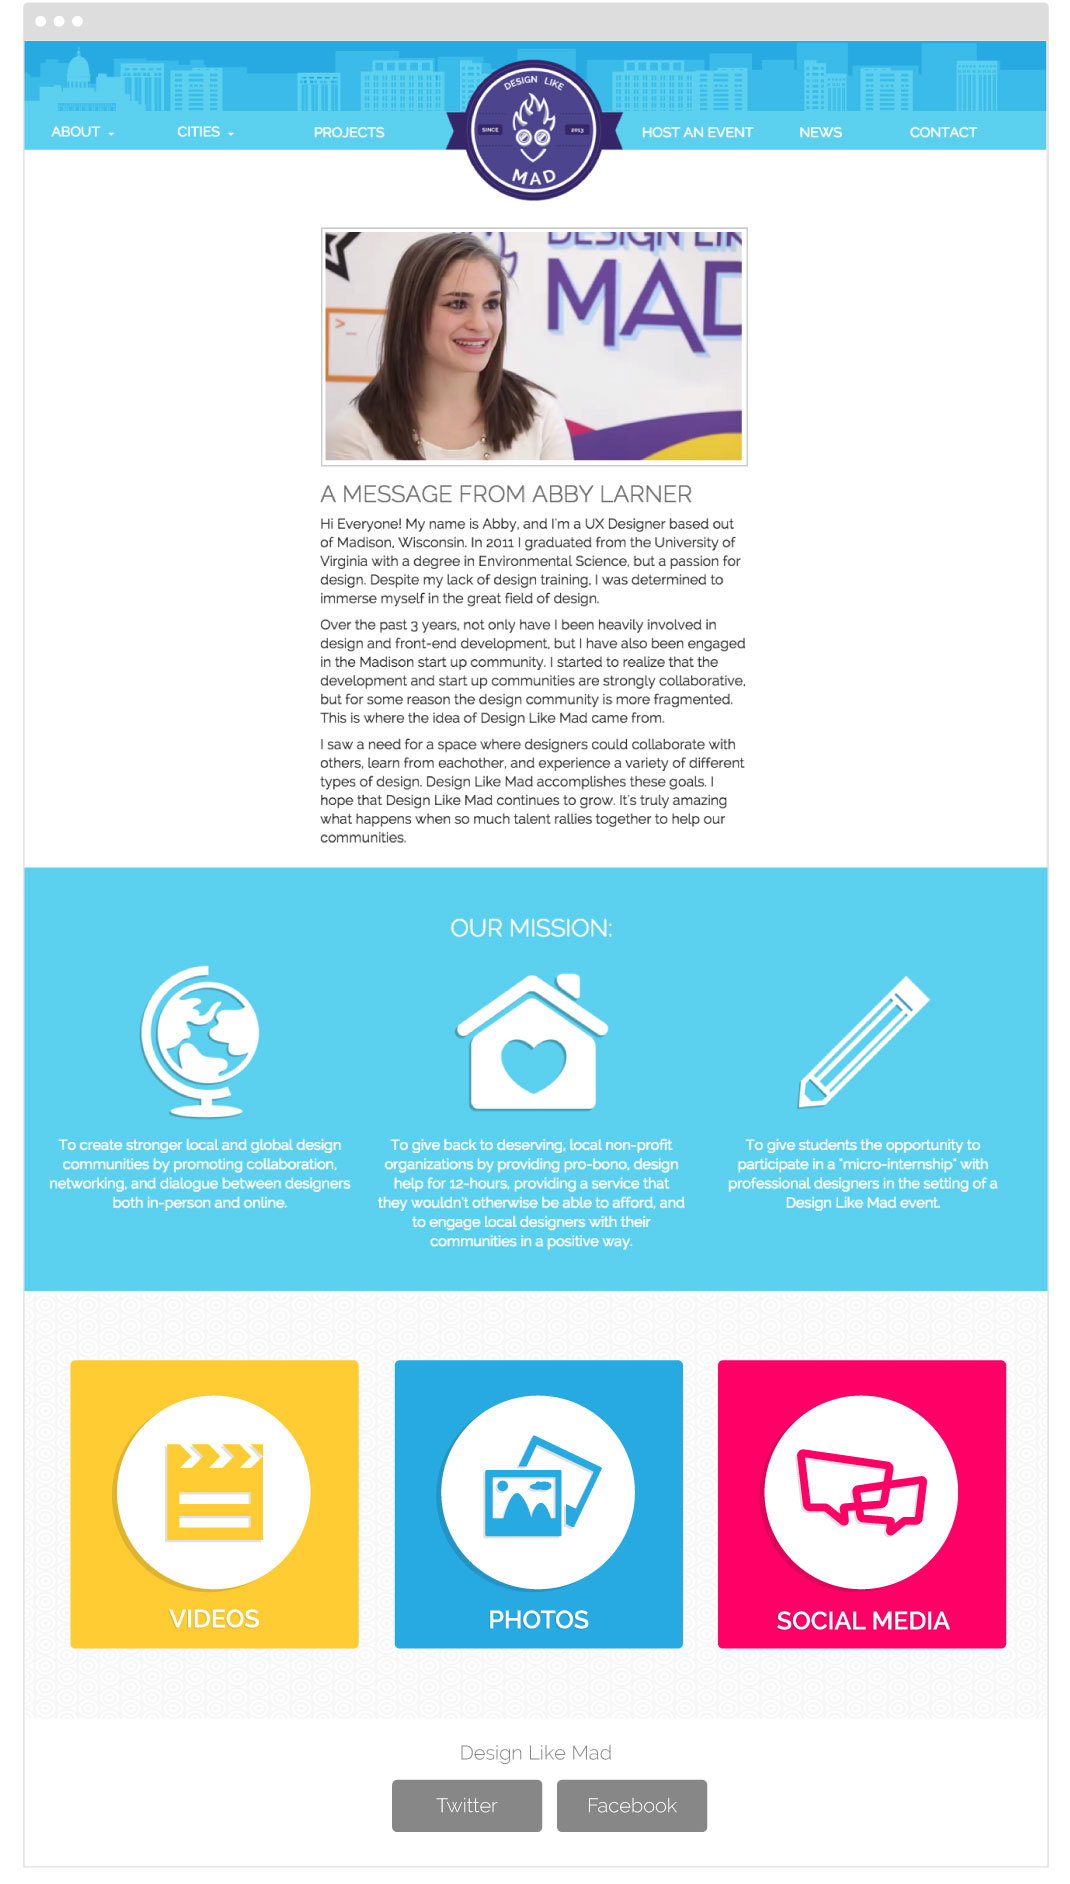 ABOUT
CITIES
PROJECTS
DESIGN LIKE
SINCE
2013
MAD
HOST AN EVENT
NEWS
CONTACT
DESIGN LIK
MAD
>_
A MESSAGE FROM ABBY LARNER
Hi Everyone! My name is Abby, and I'm a UX Designer based out
of Madison, Wisconsin. In 2011 I graduated from the University of
Virginia with a degree in Environmental Science, but a passion for
design. Despite my lack of design training, I was determined to
immerse myself in the great field of design.
Over the past 3 years, not only have I been heavily involved in
design and front-end development, but I have also been engaged
in the Madison start up community. I started to realize that the
development and start up communities are strongly collaborative,
but for some reason the design community is more fragmented.
This is where the idea of Design Like Mad came from.
I saw a need for a space where designers could collaborate with
others, learn from eachother, and experience a variety of different
types of design. Design Like Mad accomplishes these goals. I
hope that Design Like Mad continues to grow. It's truly amazing
what happens when so much talent rallies together to help our
communities.
OUR MISSION:
To create stronger local and global design
communities by promoting collaboration,
networking, and dialogue between designers
both in-person and online.
To give back to deserving, local non-profit
organizations by providing pro-bono, design
help for 12-hours, providing a service that
they wouldn't otherwise be able to afford, and
to engage local designers with their
communities in a positive way.
To give students the opportunity to
participate in a "micro-internship" with
professional designers in the setting of a
Design Like Mad event.
VIDEOS
PHOTOS
SOCIAL MEDIA
Design Like Mad
Twitter
Facebook